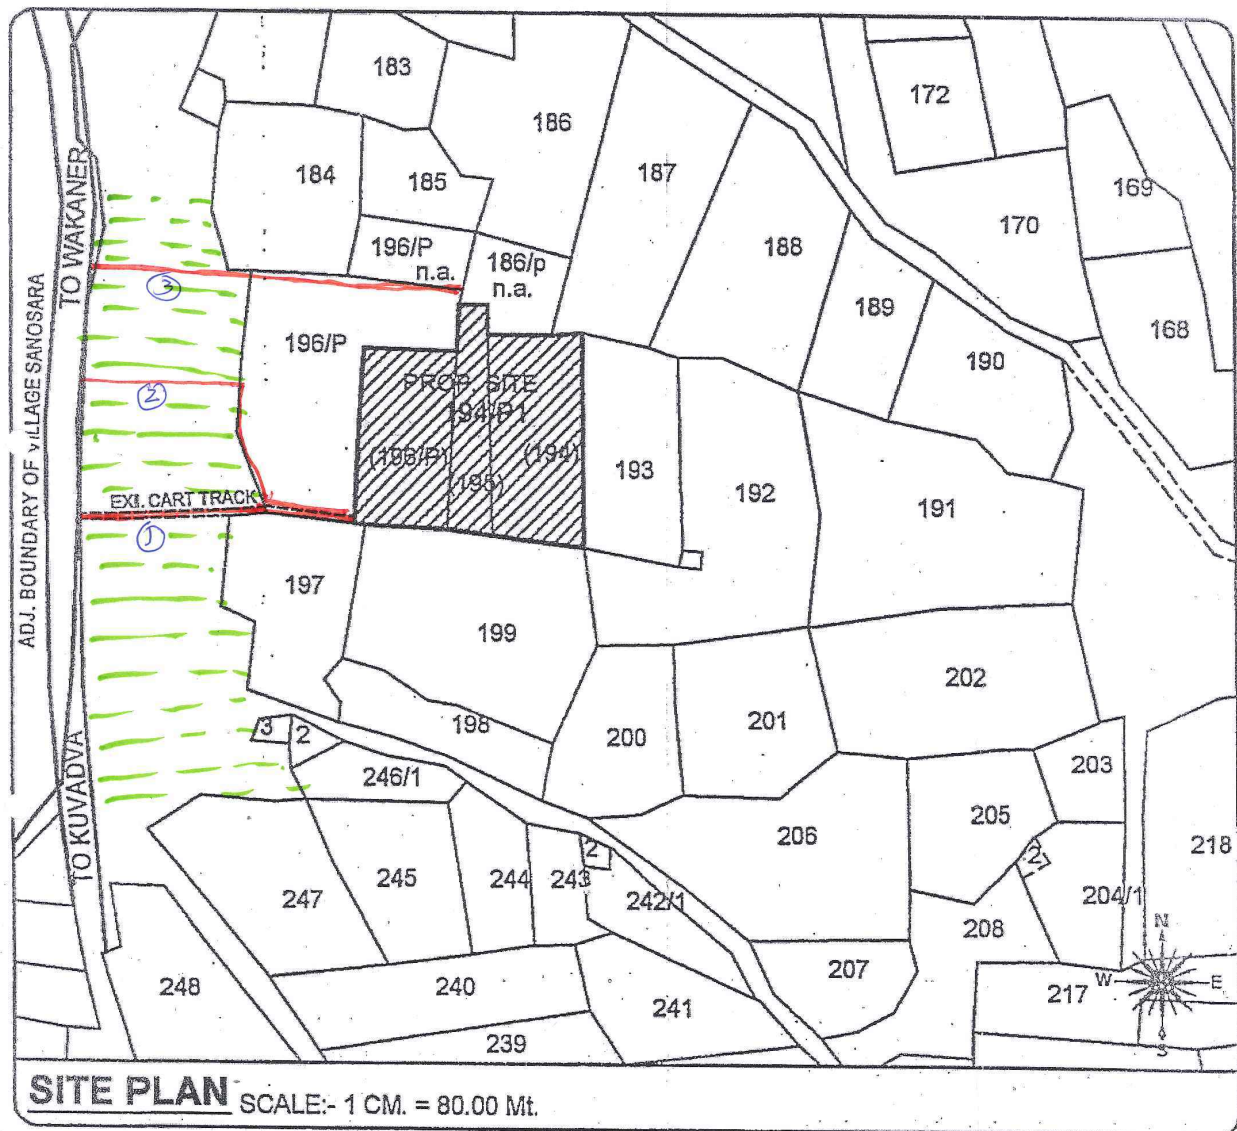 183
172
186
184
185
187
169
TO WAKANER
188
170
196/P
n.a.
186/p
n.a.
3
189
168
196/P
190
ADJ. BOUNDARY OF VILLAGE SANOSARA
2
PROP. SITE
194/P1
(196/P)
(195)
(194)
193
192
191
EXI. CART TRACK
1
197
199
202
198
200
201
3
2
246/1
203
TO KUVADVA
205
206
2
218
2
247
245
244
243
242/1
204/1
208
N
W
E
S
207
217
248
240
241
239
SITE PLAN
SCALE:- 1 CM. = 80.00 Mt.